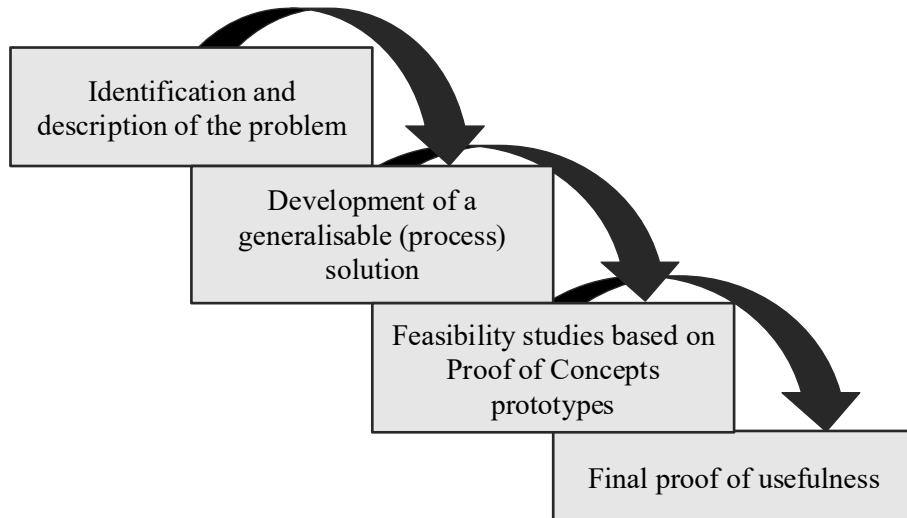 Identification and
description of the problem
Development of a
generalisable (process)
solution
Feasibility studies based on
Proof of Concepts
prototypes
Final proof of usefulness